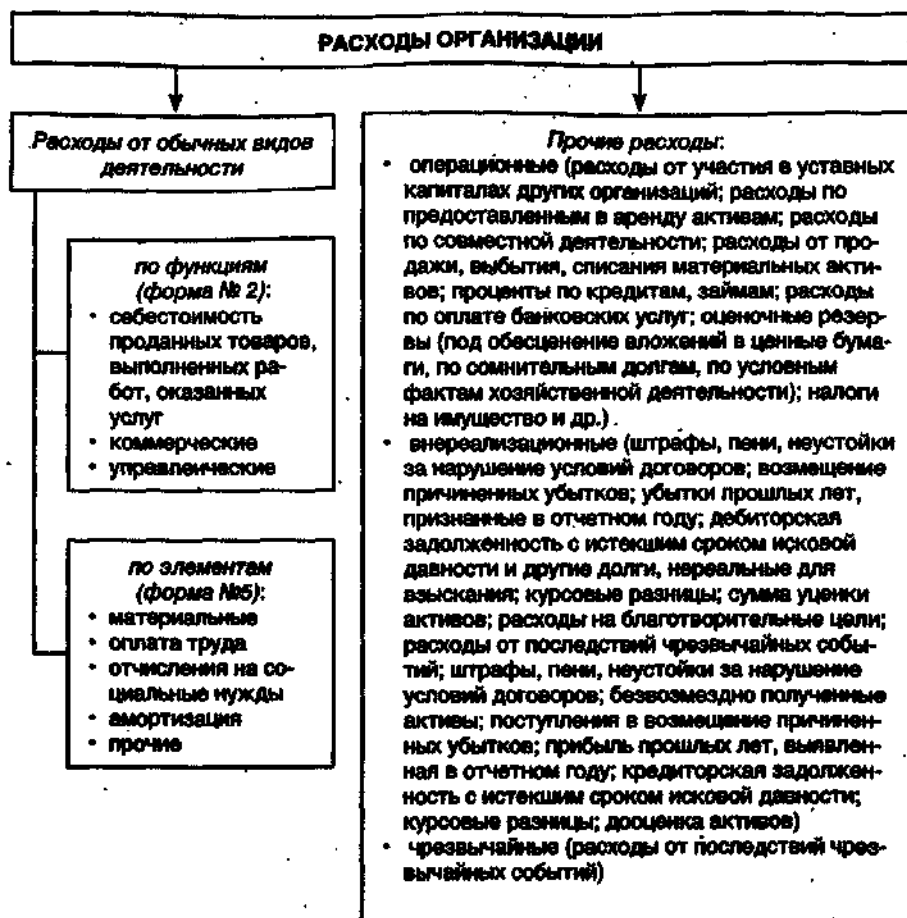 РАСХОДЫ ОРГАНИЗАЦИИ
Расходы от обычных видов
деятельности
по функциям
(форма № 2):
• себестоимость
проданных товаров,
выполненных ра-
бот, оказанных
услуг
• коммерческие
• управленческие
по элементам
(форма №5):
• материальные
• оплата труда
• отчисления на со-
циальные нужды
• амортизация
• прочие
Прочие расходы:
• операционные (расходы от участия в уставных
капиталах других организаций; расходы по
предоставленным в аренду активам; расходы
по совместной деятельности; расходы от про-
дажи, выбытия, списания материальных акти-
вов; проценты по кредитам, займам; расходы
по оплате банковских услуг; оценочные резер-
вы (под обесценение вложений в ценные бума-
ги, по сомнительным долгам, по условным
фактам хозяйственной деятельности); налоги
на имущество и др.)
• внереализационные (штрафы, пени, неустойки
за нарушение условий договоров; возмещение
причиненных убытков; убытки прошлых лет,
признанные в отчетном году; дебиторская
задолженность с истекшим сроком исковой
давности и другие долги, нереальные для
взыскания; курсовые разницы; сумма уценки
активов; расходы на благотворительные цели;
расходы от последствий чрезвычайных собы-
тий; штрафы, пени, неустойки за нарушение
условий договоров; безвозмездно полученные
активы; поступления в возмещение причинен-
ных убытков; прибыль прошлых лет, выявлен-
ная в отчетном году; кредиторская задолжен-
ность с истекшим сроком исковой давности;
курсовые разницы; дооценка активов)
• чрезвычайные (расходы от последствий чрез-
вычайных событий)